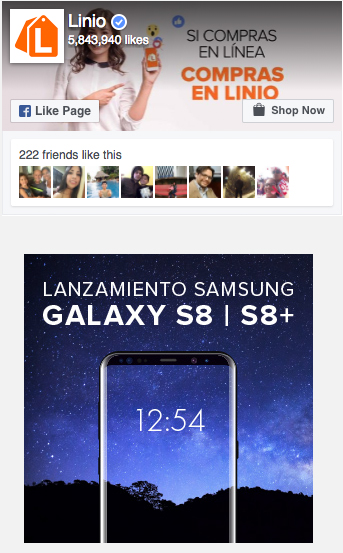 Linio
5,843,940 likes
SI COMPRAS
EN LÍNEA
COMPRAS
EN LINIO
Like Page
Shop Now
222 friends like this
LANZAMIENTO SAMSUNG
GALAXY S8 | S8+
12:54